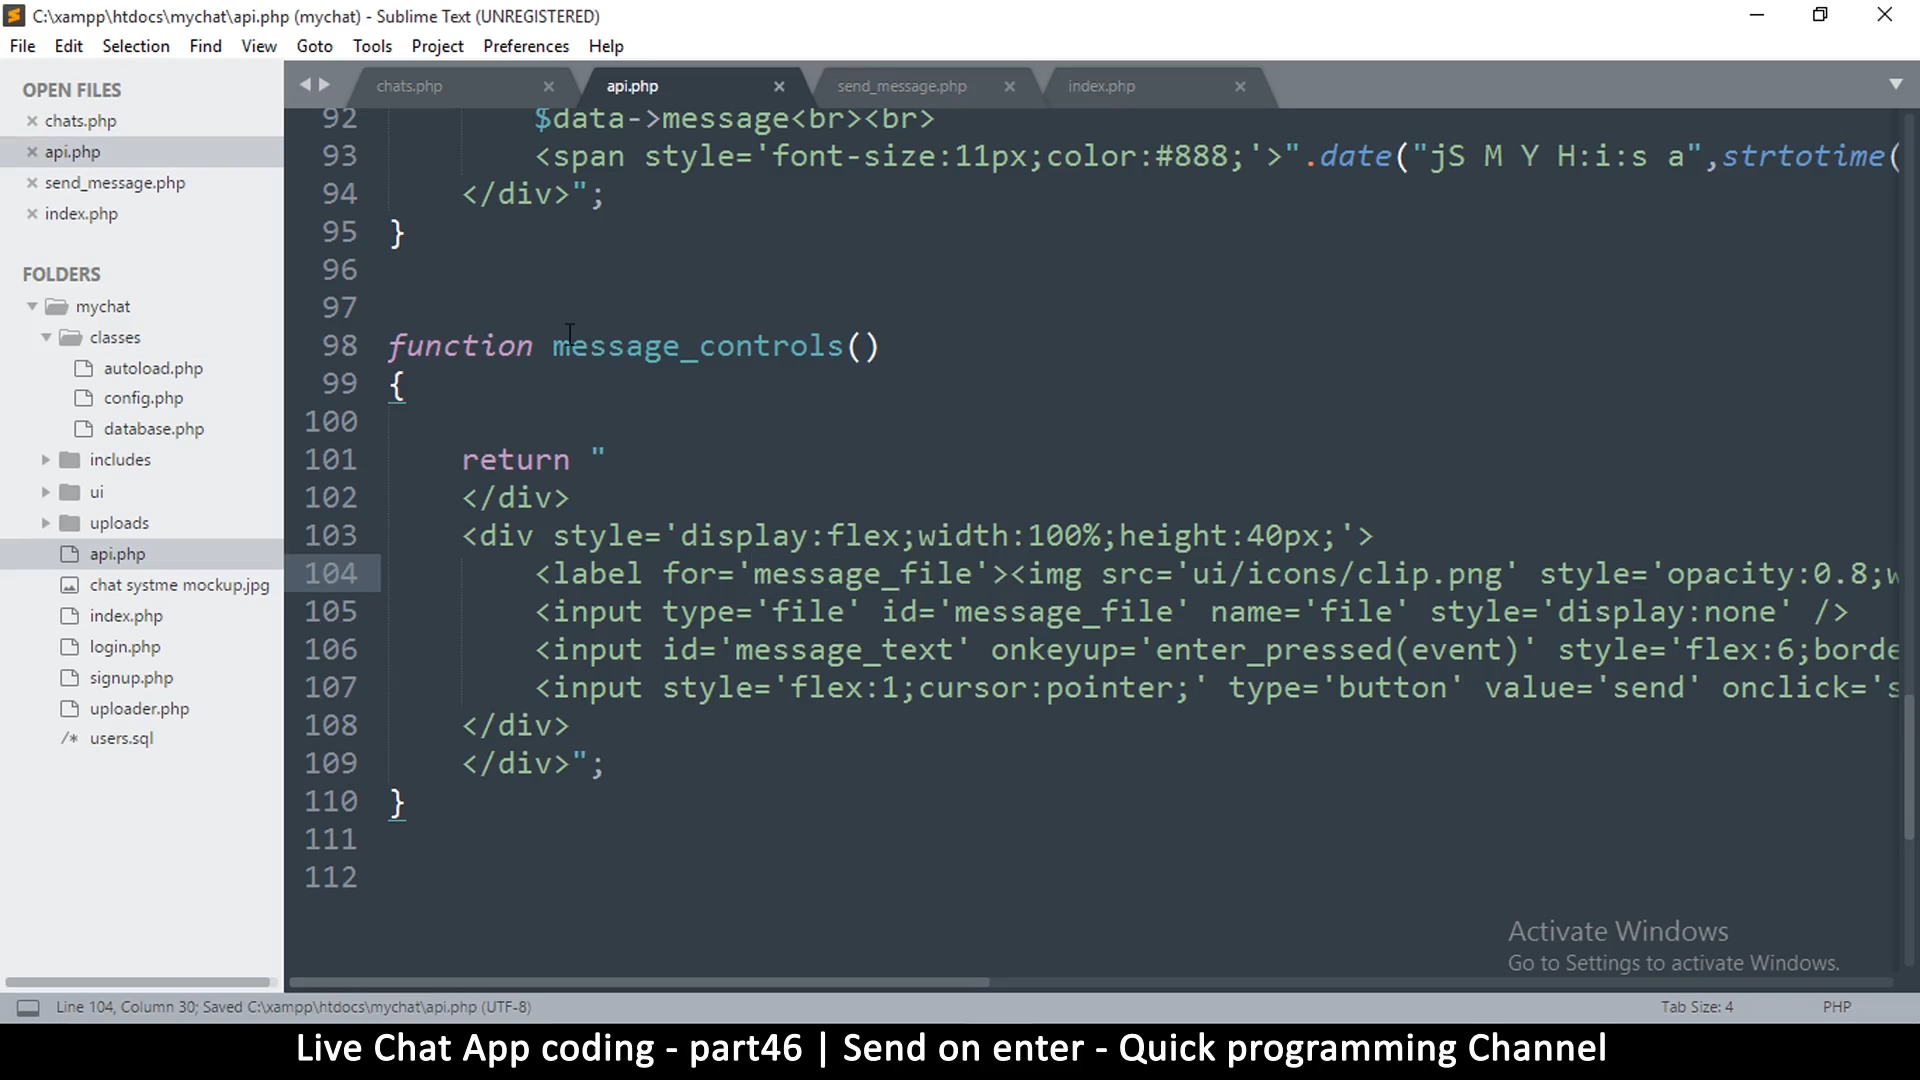 C:\xampp\htdocs\mychat\api.php (mychat) - Sublime Text (UNREGISTERED)
File Edit Selection Find View Goto Tools Project Preferences Help
OPEN FILES
chats.php
api.php
send_message.php
index.php
FOLDERS
mychat
classes
autoload.php
config.php
database.php
includes
ui
uploads
api.php
chat systme mockup.jpg
index.php
login.php
signup.php
uploader.php
/* users.sql
chats.php api.php send_message.php index.php
92 $data->message<br><br>
93 <span style='font-size:11px;color:#888;'>".date("jS M Y H:i:s a",strtotime(
94 </div>";
95 }
96
97
98 function message_controls()
99 {
100
101 return "
102 </div>
103 <div style='display:flex;width:100%;height:40px;'>
104 <label for='message_file'><img src='ui/icons/clip.png' style='opacity:0.8;w
105 <input type='file' id='message_file' name='file' style='display:none' />
106 <input id='message_text' onkeyup='enter_pressed(event)' style='flex:6;borde
107 <input style='flex:1;cursor:pointer;' type='button' value='send' onclick='s
108 </div>
109 </div>";
110 }
111
112
Activate Windows
Go to Settings to activate Windows.
Line 104, Column 30; Saved C:\xampp\htdocs\mychat\api.php (UTF-8) Tab Size: 4 PHP
Live Chat App coding - part46 | Send on enter - Quick programming Channel